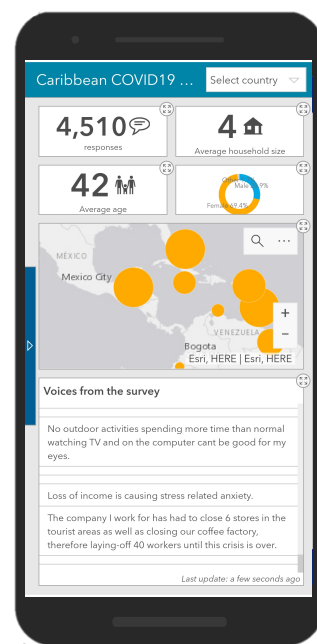 Caribbean COVID19 ...
Select country
4,510
responses
4
Average household size
42
Average age
Other
Male
Female 69.4%
MÉXICO
Mexico City
VENEZUELA
Bogota
+
−
Esri, HERE | Esri, HERE
Voices from the survey
No outdoor activities spending more time than normal
watching TV and on the computer cant be good for my
eyes.
Loss of income is causing stress related anxiety.
The company I work for has had to close 6 stores in the
tourist areas as well as closing our coffee factory,
therefore laying-off 40 workers until this crisis is over.
Last update: a few seconds ago